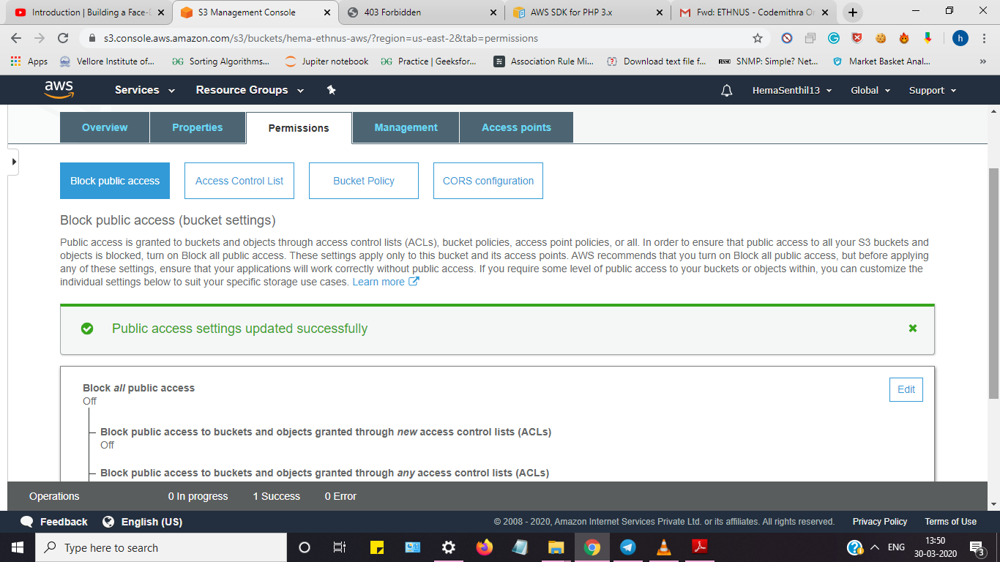 Introduction | Building a Face-D
S3 Management Console
403 Forbidden
AWS SDK for PHP 3.x
Fwd: ETHNUS - Codemithra On
s3.console.aws.amazon.com/s3/buckets/hema-ethnus-aws/?region=us-east-2&tab=permissions
h
Apps
Vellore Institute of...
Sorting Algorithms...
Jupiter notebook
Practice | Geeksfor...
Association Rule Mi...
Download text file f...
SNMP: Simple? Net...
Market Basket Anal...
»
aws
Services
Resource Groups
HemaSenthil13
Global
Support
Overview
Properties
Permissions
Management
Access points
Block public access
Access Control List
Bucket Policy
CORS configuration
Block public access (bucket settings)
Public access is granted to buckets and objects through access control lists (ACLs), bucket policies, access point policies, or all. In order to ensure that public access to all your S3 buckets and
objects is blocked, turn on Block all public access. These settings apply only to this bucket and its access points. AWS recommends that you turn on Block all public access, but before applying
any of these settings, ensure that your applications will work correctly without public access. If you require some level of public access to your buckets or objects within, you can customize the
individual settings below to suit your specific storage use cases. Learn more
Public access settings updated successfully
Block all public access
Edit
Off
Block public access to buckets and objects granted through new access control lists (ACLs)
Off
Block public access to buckets and objects granted through any access control lists (ACLs)
Operations
0 In progress
1 Success
0 Error
Feedback
English (US)
© 2008 - 2020, Amazon Internet Services Private Ltd. or its affiliates. All rights reserved.
Privacy Policy
Terms of Use
Type here to search
ENG
13:50
30-03-2020
3